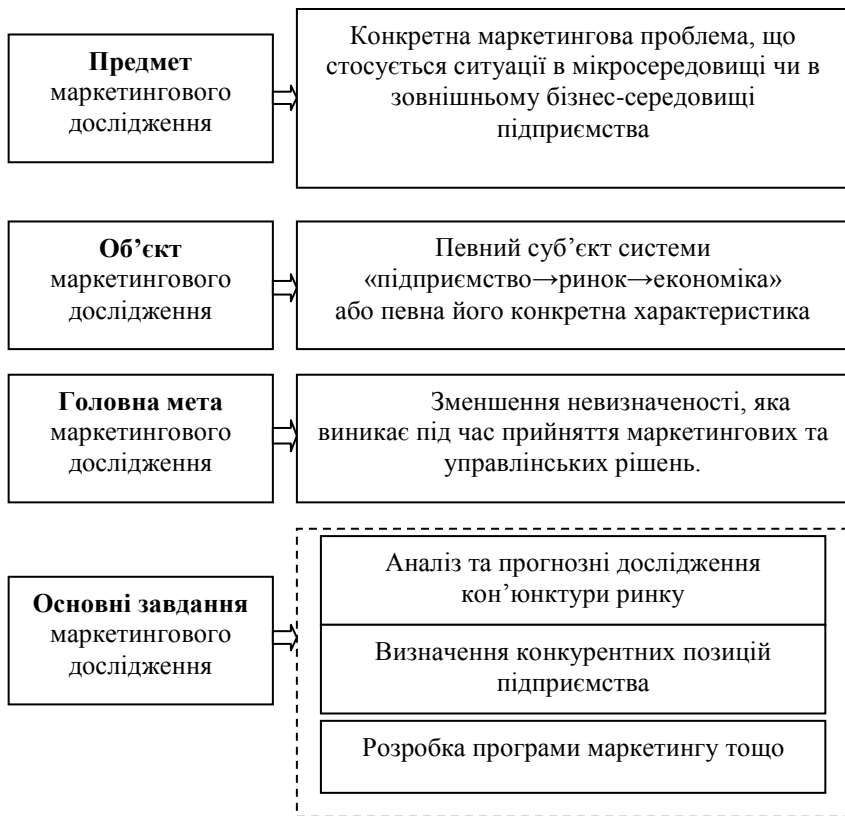 Предмет
маркетингового
дослідження
Конкретна маркетингова проблема, що
стосується ситуації в мікросередовищі чи в
зовнішньому бізнес-середовищі
підприємства
Об’єкт
маркетингового
дослідження
Певний суб’єкт системи
«підприємство→ринок→економіка»
або певна його конкретна характеристика
Головна мета
маркетингового
дослідження
Зменшення невизначеності, яка
виникає під час прийняття маркетингових та
управлінських рішень.
Основні завдання
маркетингового
дослідження
Аналіз та прогнозні дослідження
кон’юнктури ринку
Визначення конкурентних позицій
підприємства
Розробка програми маркетингу тощо